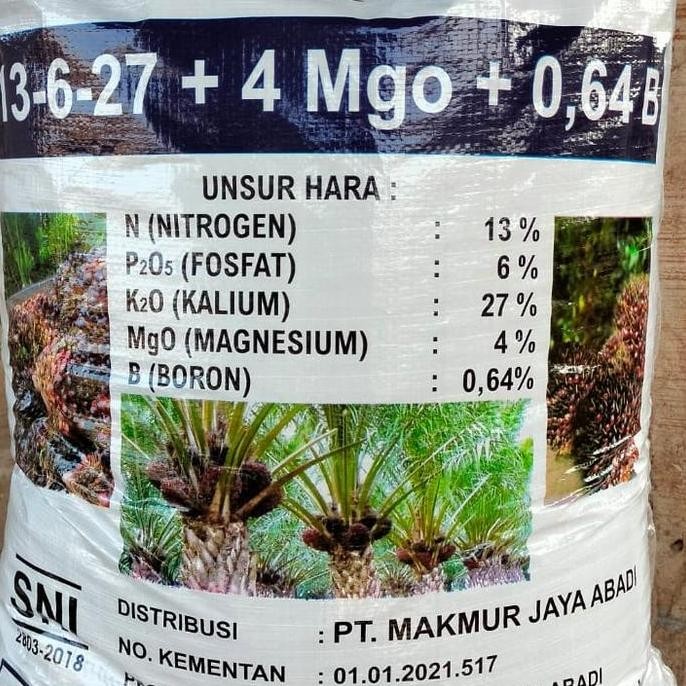 13-6-27 + 4 Mgo + 0,64 B
UNSUR HARA :
N (NITROGEN) : 13 %
P2O5 (FOSFAT) : 6 %
K2O (KALIUM) : 27 %
MgO (MAGNESIUM) : 4 %
B (BORON) : 0,64%
SNI
2803-2018
DISTRIBUSI : PT. MAKMUR JAYA ABADI
NO. KEMENTAN : 01.01.2021.517
ABADI